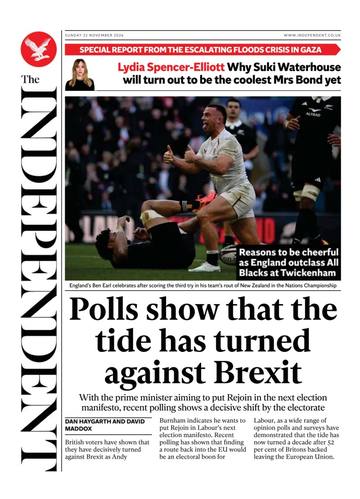 SUNDAY 22 NOVEMBER 2026
WWW.INDEPENDENT.CO.UK
SPECIAL REPORT FROM THE ESCALATING FLOODS CRISIS IN GAZA
The
INDEPENDENT
Lydia Spencer-Elliott Why Suki Waterhouse
will turn out to be the coolest Mrs Bond yet
Reasons to be cheerful
as England outclass All
Blacks at Twickenham
England's Ben Earl celebrates after scoring the third try in his team's rout of New Zealand in the Nations Championship
Polls show that the
tide has turned
against Brexit
With the prime minister aiming to put Rejoin in the next election
manifesto, recent polling shows a decisive shift by the electorate
DAN HAYGARTH AND DAVID
MADDOX
British voters have shown that
they have decisively turned
against Brexit as Andy
Burnham indicates he wants to
put Rejoin in Labour's next
election manifesto. Recent
polling has shown that finding
a route back into the EU would
be an electoral boon for
Labour, as a wide range of
opinion polls and surveys have
demonstrated that the tide has
now turned a decade after 52
per cent of Britons backed
leaving the European Union.